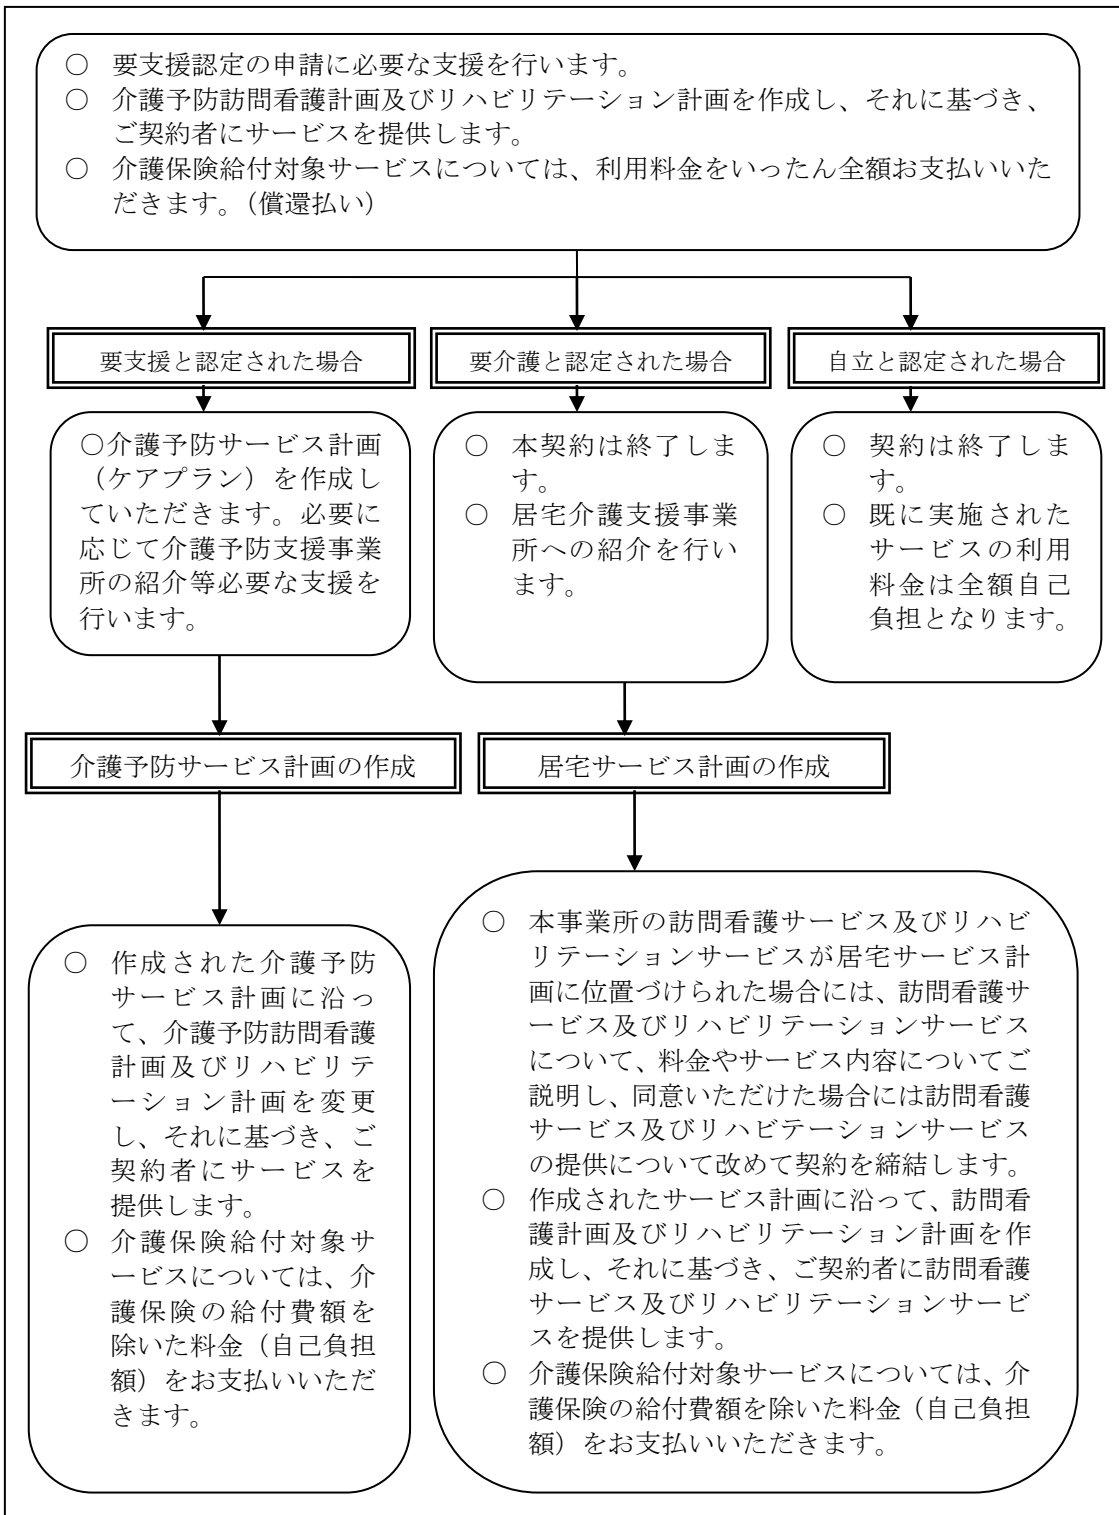 ○ 要支援認定の申請に必要な支援を行います。
○ 介護予防訪問看護計画及びリハビリテーション計画を作成し、それに基づき、
ご契約者にサービスを提供します。
○ 介護保険給付対象サービスについては、利用料金をいったん全額お支払いいた
だきます。（償還払い）
要支援と認定された場合
要介護と認定された場合
自立と認定された場合
○介護予防サービス計画
（ケアプラン）を作成し
ていただきます。必要に
応じて介護予防支援事業
所の紹介等必要な支援を
行います。
○ 本契約は終了しま
す。
○ 居宅介護支援事業
所への紹介を行い
ます。
○ 契約は終了しま
す。
○ 既に実施された
サービスの利用
料金は全額自己
負担となります。
介護予防サービス計画の作成
居宅サービス計画の作成
○ 作成された介護予防
サービス計画に沿っ
て、介護予防訪問看護
計画及びリハビリテ
ーション計画を変更
し、それに基づき、ご
契約者にサービスを
提供します。
○ 介護保険給付対象サ
ービスについては、介
護保険の給付費額を
除いた料金（自己負担
額）をお支払いいただ
きます。
○ 本事業所の訪問看護サービス及びリハビ
リテーションサービスが居宅サービス計
画に位置づけられた場合には、訪問看護サ
ービス及びリハビリテーションサービス
について、料金やサービス内容についてご
説明し、同意いただけた場合には訪問看護
サービス及びリハビテーションサービス
の提供について改めて契約を締結します。
○ 作成されたサービス計画に沿って、訪問看
護計画及びリハビリテーション計画を作
成し、それに基づき、ご契約者に訪問看護
サービス及びリハビリテーションサービ
スを提供します。
○ 介護保険給付対象サービスについては、介
護保険の給付費額を除いた料金（自己負担
額）をお支払いいただきます。